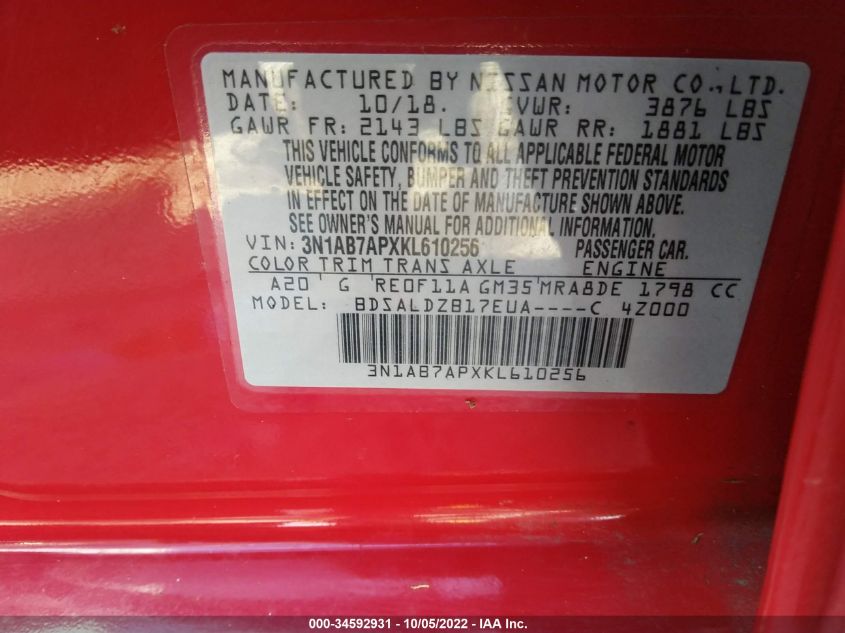 MANUFACTURED BY NISSAN MOTOR CO.,LTD.
DATE: 10/18. GVWR: 3876 LBS
GAWR FR: 2143 LBS GAWR RR: 1881 LBS
THIS VEHICLE CONFORMS TO ALL APPLICABLE FEDERAL MOTOR
VEHICLE SAFETY, BUMPER AND THEFT PREVENTION STANDARDS
IN EFFECT ON THE DATE OF MANUFACTURE SHOWN ABOVE.
SEE OWNER'S MANUAL FOR ADDITIONAL INFORMATION.
VIN: 3N1AB7APXKL610256 PASSENGER CAR.
COLOR TRIM TRANS AXLE ENGINE
A20 G RE0F11A GM35 MRA8DE 1798 CC
MODEL: BDSALDZB17EUA----C 4Z000
3N1AB7APXKL610256
000-34592931 - 10/05/2022 - IAA Inc.